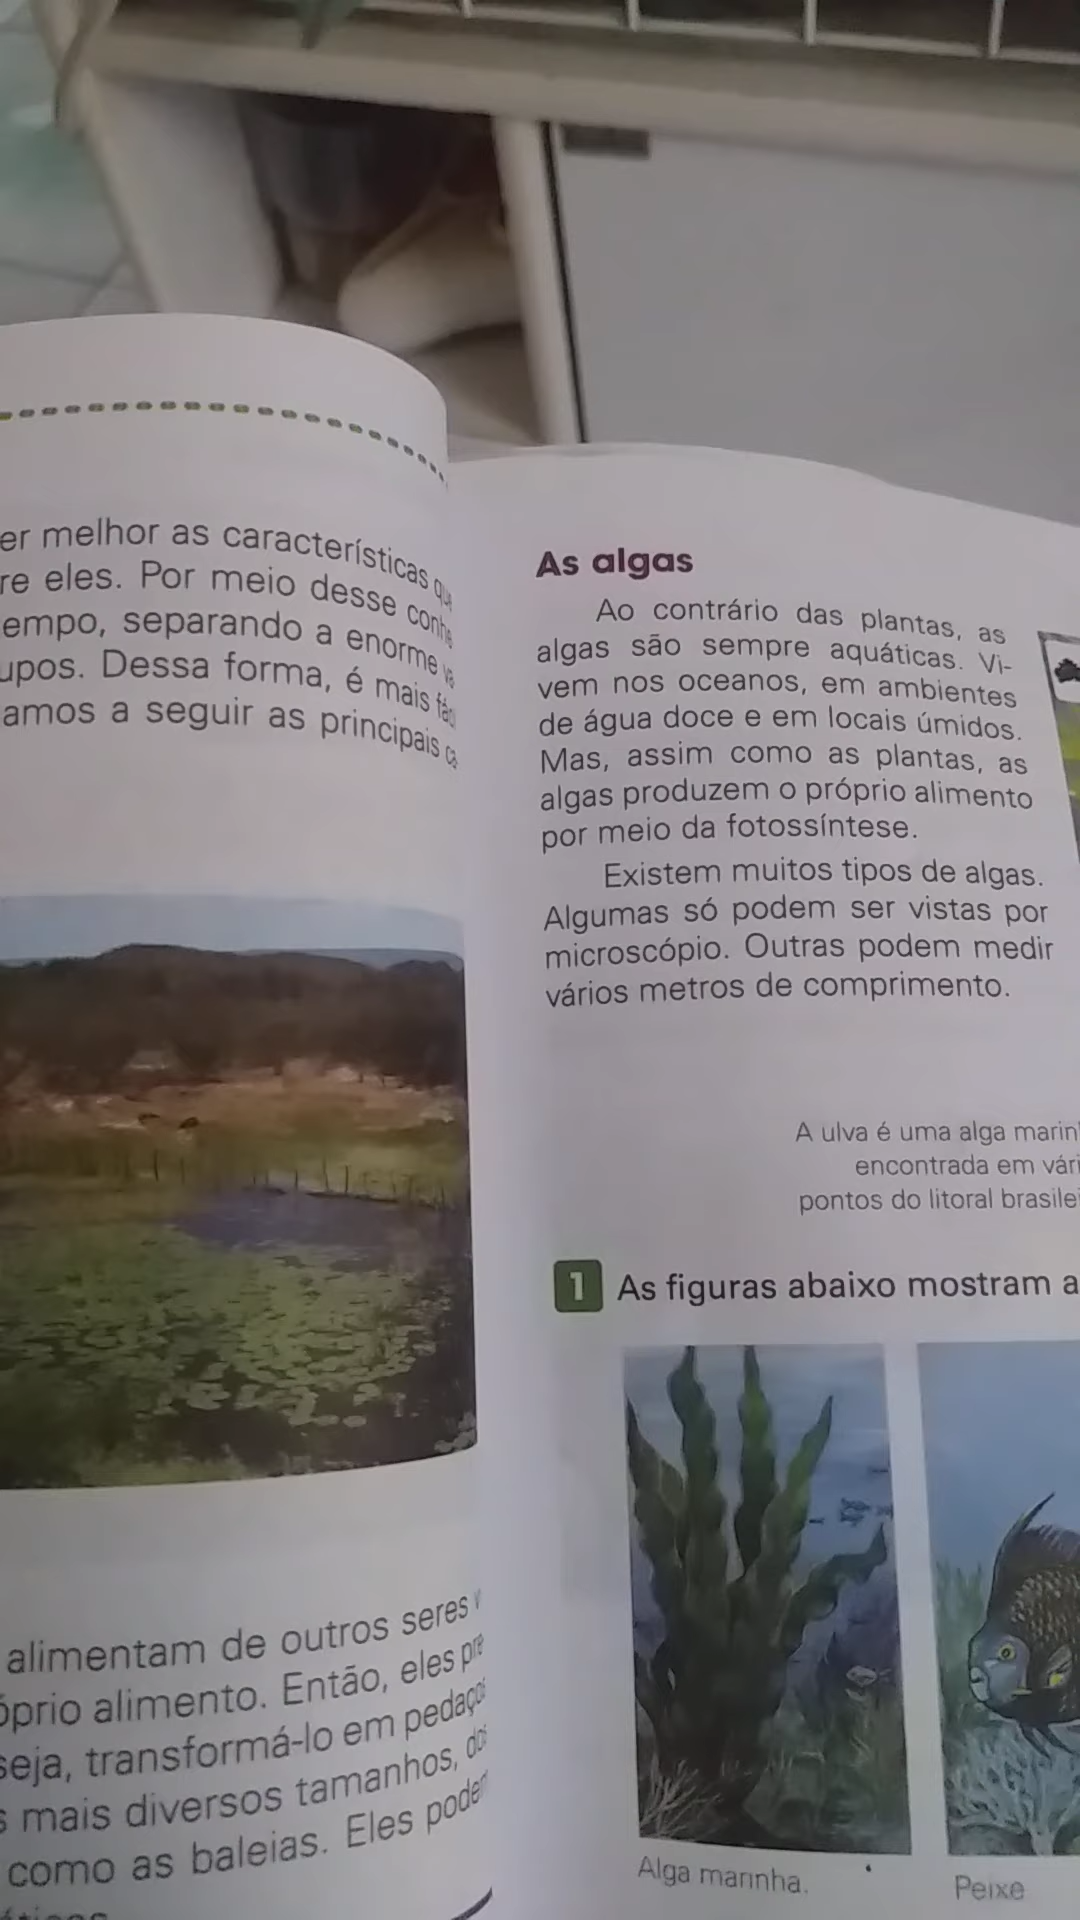 er melhor as características
re eles. Por meio desse
empo, separando a enorme
upos. Dessa forma, é mais
amos a seguir as principais
alimentam de outros seres
óprio alimento. Então, eles
seja, transformá-lo em
s mais diversos tamanhos,
como as baleias. Eles
As algas
Ao contrário das plantas, as
algas são sempre aquáticas. Vi-
vem nos oceanos, em ambientes
de água doce e em locais úmidos.
Mas, assim como as plantas, as
algas produzem o próprio alimento
por meio da fotossíntese.
Existem muitos tipos de algas.
Algumas só podem ser vistas por
microscópio. Outras podem medir
vários metros de comprimento.
A ulva é uma alga marin
encontrada em vári
pontos do litoral brasilei
1 As figuras abaixo mostram a
Alga marinha.
Peixe